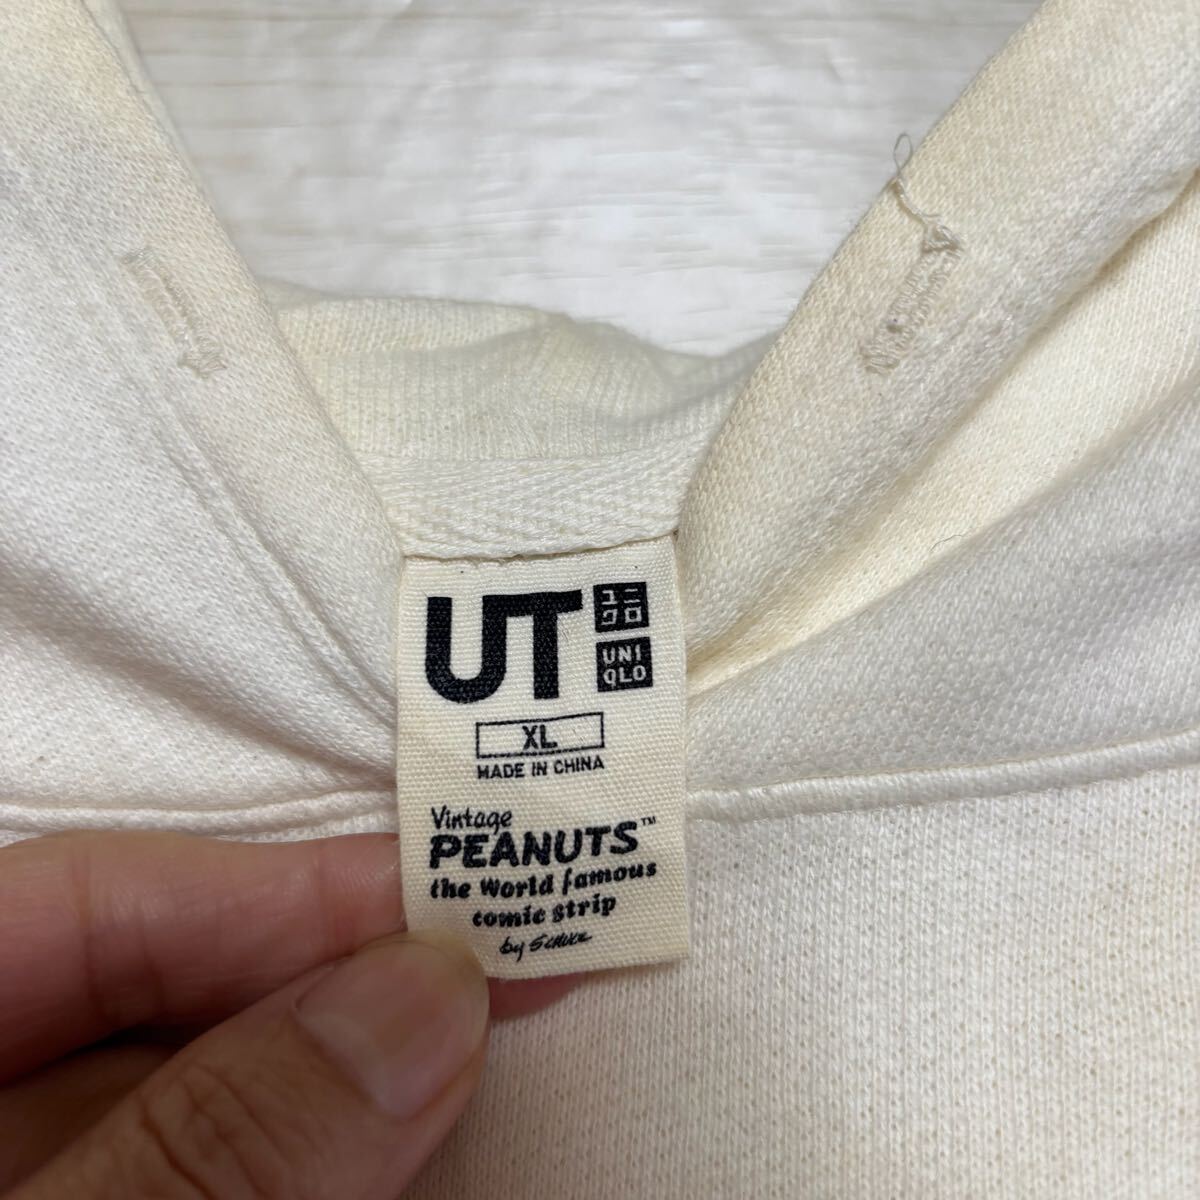 UT
ユニ
クロ
UNI
QLO
XL
MADE IN CHINA
Vintage
PEANUTS™
the World famous
comic strip
by SCHULZ